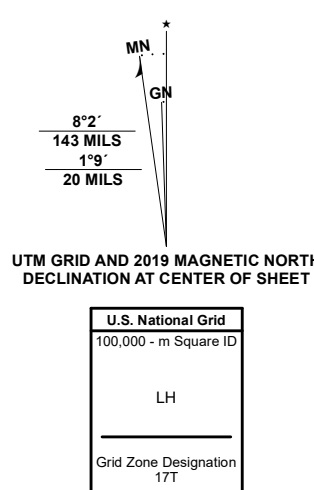 MN
GN
8°2´
143 MILS
1°9´
20 MILS
UTM GRID AND 2019 MAGNETIC NORTH
DECLINATION AT CENTER OF SHEET
U.S. National Grid
100,000 - m Square ID
LH
Grid Zone Designation
17T